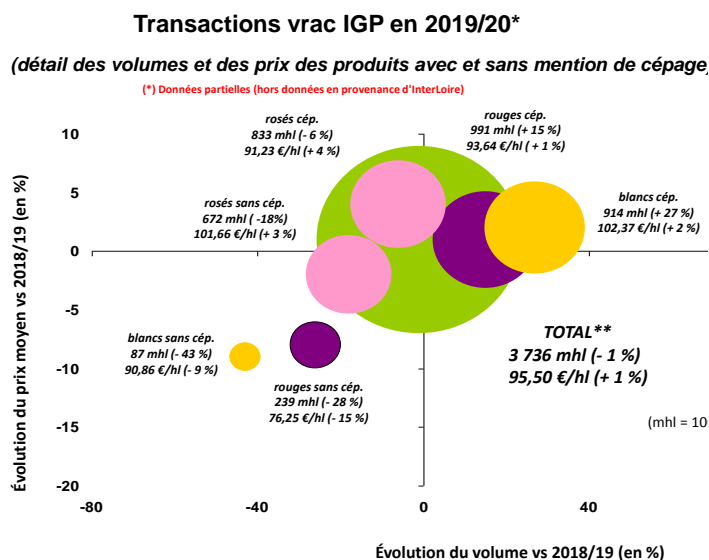 Transactions vrac IGP en 2019/20*
(détail des volumes et des prix des produits avec et sans mention de cépage)
(*) Données partielles (hors données en provenance d'InterLoire)
rosés cép.
833 mhl (- 6 %)
91,23 €/hl (+ 4 %)
rouges cép.
991 mhl (+ 15 %)
93,64 €/hl (+ 1 %)
rosés sans cép.
672 mhl ( -18%)
101,66 €/hl (+ 3 %)
blancs cép.
914 mhl (+ 27 %)
102,37 €/hl (+ 2 %)
blancs sans cép.
87 mhl (- 43 %)
90,86 €/hl (- 9 %)
rouges sans cép.
239 mhl (- 28 %)
76,25 €/hl (- 15 %)
TOTAL**
3 736 mhl (- 1 %)
95,50 €/hl (+ 1 %)
(mhl = 10
Évolution du prix moyen vs 2018/19 (en %)
10
5
0
-5
-10
-15
-20
-80
-40
0
40
Évolution du volume vs 2018/19 (en %)